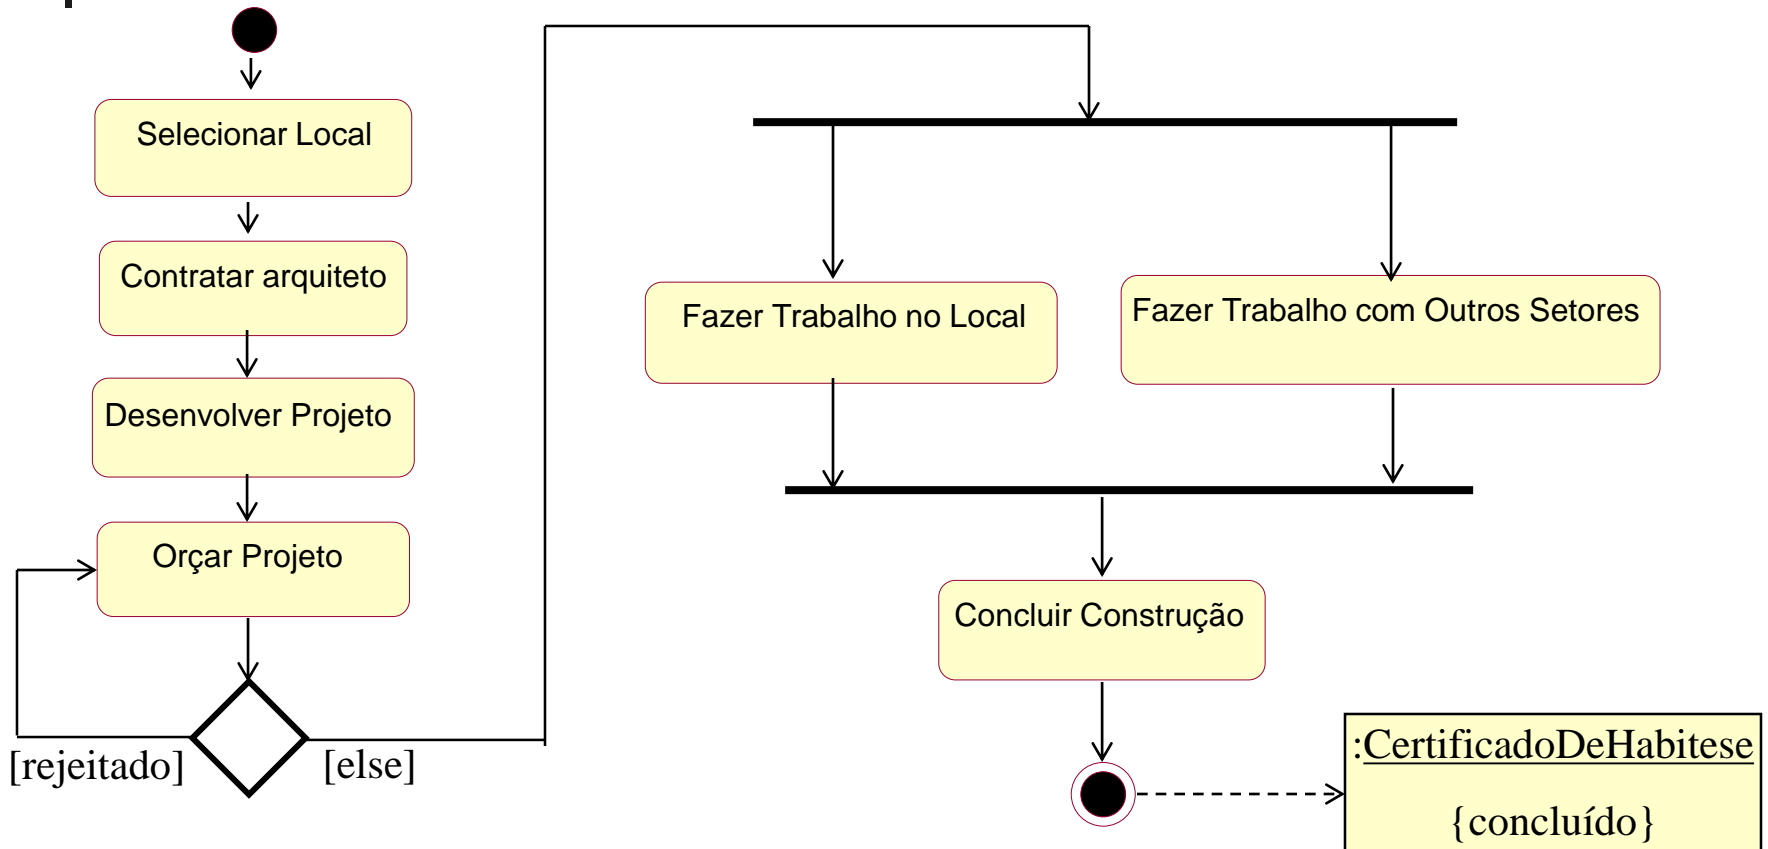 Selecionar Local
Contratar arquiteto
Desenvolver Projeto
Orçar Projeto
[rejeitado]
[else]
Fazer Trabalho no Local
Fazer Trabalho com Outros Setores
Concluir Construção
:CertificadoDeHabitese
{concluído}